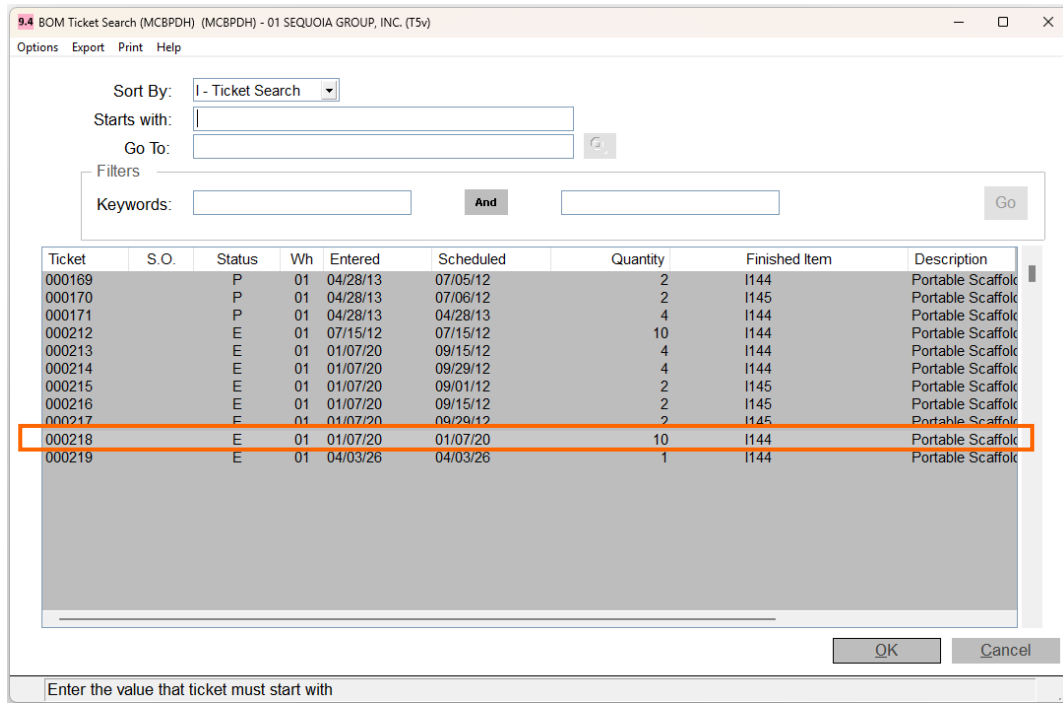 9.4 BOM Ticket Search (MCBPDH) (MCBPDH) - 01 SEQUOIA GROUP, INC. (T5v)
Options Export Print Help
Sort By: I - Ticket Search
Starts with:
Go To:
Filters
Keywords: And Go
Ticket S.O. Status Wh Entered Scheduled Quantity Finished Item Description
000169 P 01 04/28/13 07/05/12 2 I144 Portable Scaffold
000170 P 01 04/28/13 07/06/12 2 I145 Portable Scaffold
000171 P 01 04/28/13 04/28/13 4 I144 Portable Scaffold
000212 E 01 07/15/12 07/15/12 10 I144 Portable Scaffold
000213 E 01 01/07/20 09/15/12 4 I144 Portable Scaffold
000214 E 01 01/07/20 09/29/12 4 I144 Portable Scaffold
000215 E 01 01/07/20 09/01/12 2 I145 Portable Scaffold
000216 E 01 01/07/20 09/15/12 2 I145 Portable Scaffold
000217 E 01 01/07/20 09/29/12 2 I145 Portable Scaffold
000218 E 01 01/07/20 01/07/20 10 I144 Portable Scaffold
000219 E 01 04/03/26 04/03/26 1 I144 Portable Scaffold
OK Cancel
Enter the value that ticket must start with